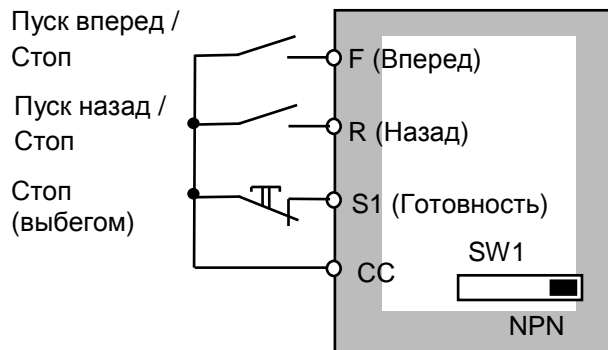 Пуск вперед /
Стоп
F (Вперед)
Пуск назад /
Стоп
R (Назад)
Стоп
(выбегом)
S1 (Готовность)
CC
SW1
NPN